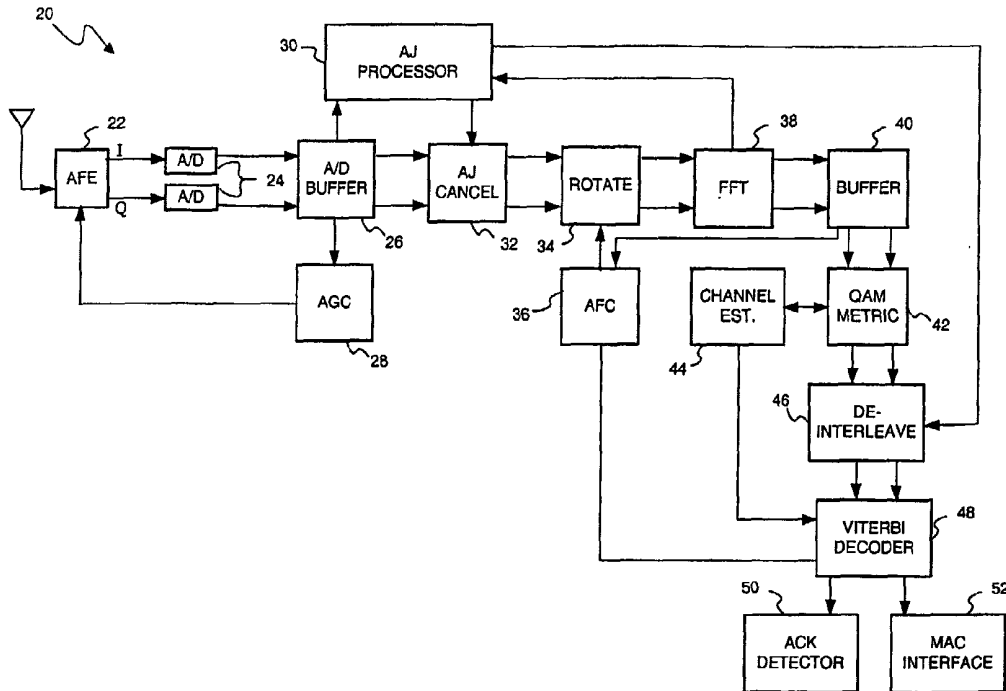 20
30
AJ
PROCESSOR
22
I
A/D
24
A/D
AFE
Q
A/D
BUFFER
26
AJ
CANCEL
32
ROTATE
34
38
FFT
40
BUFFER
AGC
28
36
AFC
CHANNEL
EST.
44
QAM
METRIC
42
46
DE-
INTERLEAVE
VITERBI
DECODER
48
50
ACK
DETECTOR
52
MAC
INTERFACE